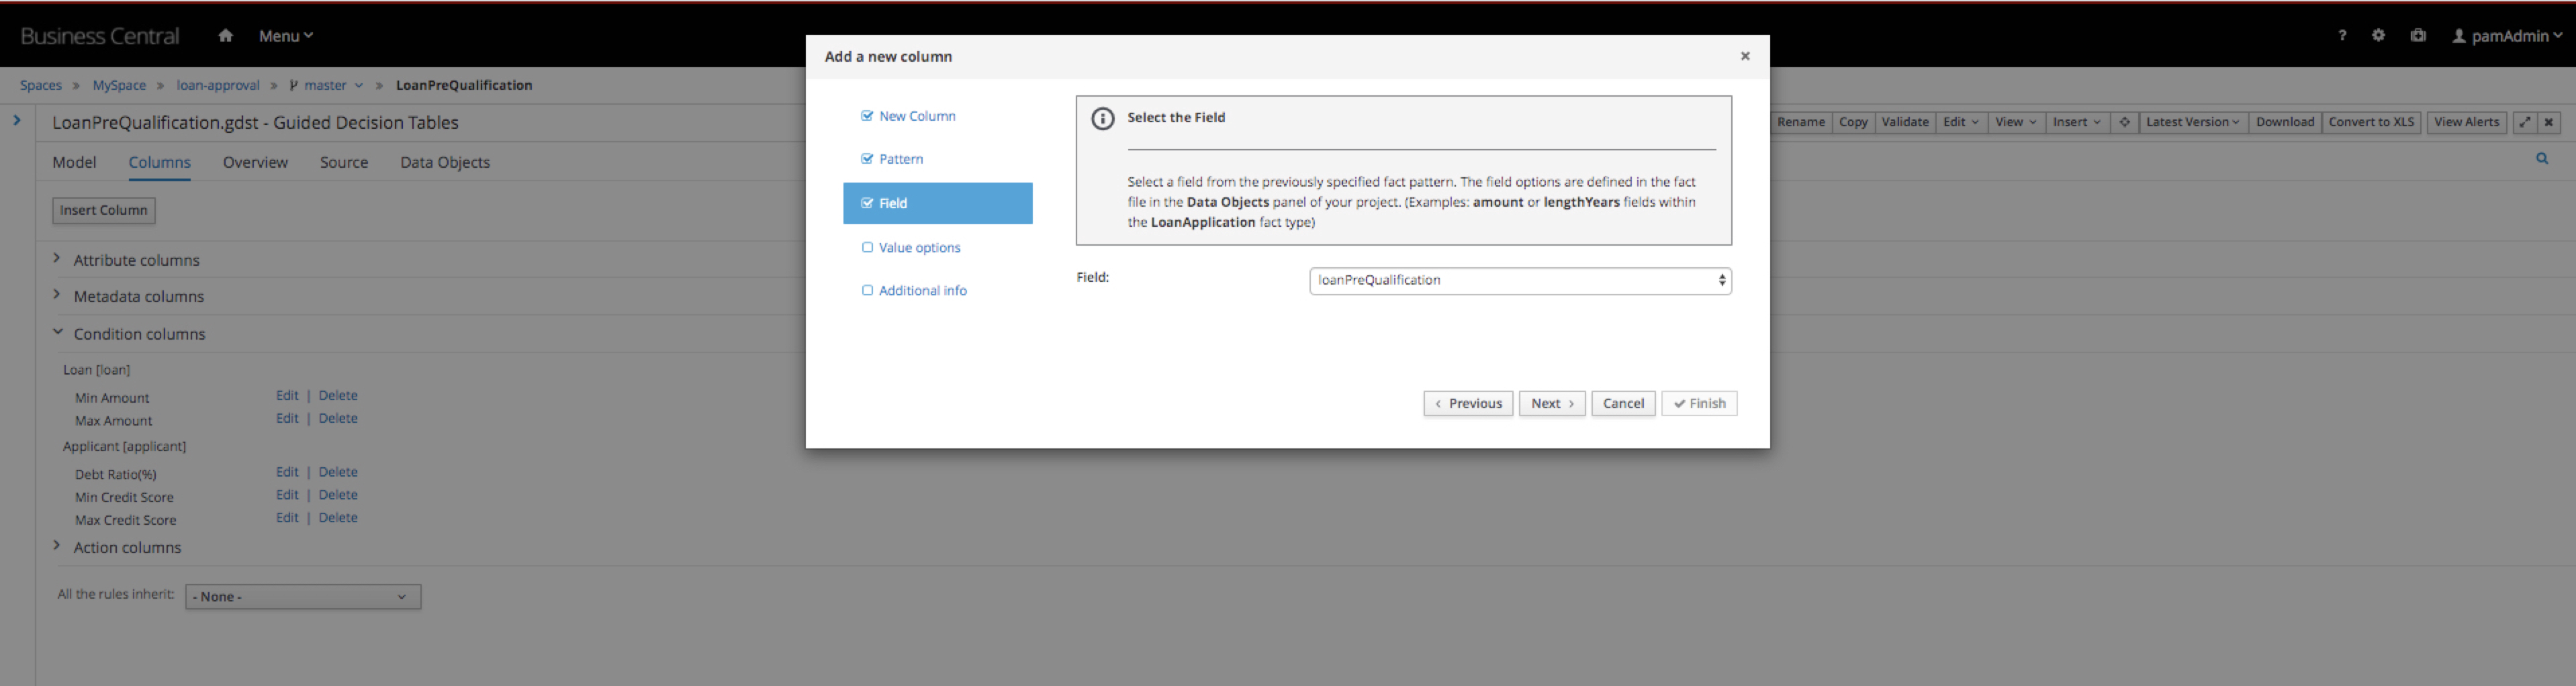 Business Central Menu ? pamAdmin
Spaces » MySpace » loan-approval » master » LoanPreQualification
LoanPreQualification.gdst - Guided Decision Tables
Rename Copy Validate Edit View Insert Latest Version Download Convert to XLS View Alerts
Model Columns Overview Source Data Objects
Insert Column
Attribute columns
Metadata columns
Condition columns
Loan [loan]
Min Amount Edit | Delete
Max Amount Edit | Delete
Applicant [applicant]
Debt Ratio(%) Edit | Delete
Min Credit Score Edit | Delete
Max Credit Score Edit | Delete
Action columns
All the rules inherit: - None -
Add a new column
New Column
Pattern
Field
Value options
Additional info
Select the Field
Select a field from the previously specified fact pattern. The field options are defined in the fact
file in the Data Objects panel of your project. (Examples: amount or lengthYears fields within
the LoanApplication fact type)
Field: loanPreQualification
< Previous Next > Cancel Finish